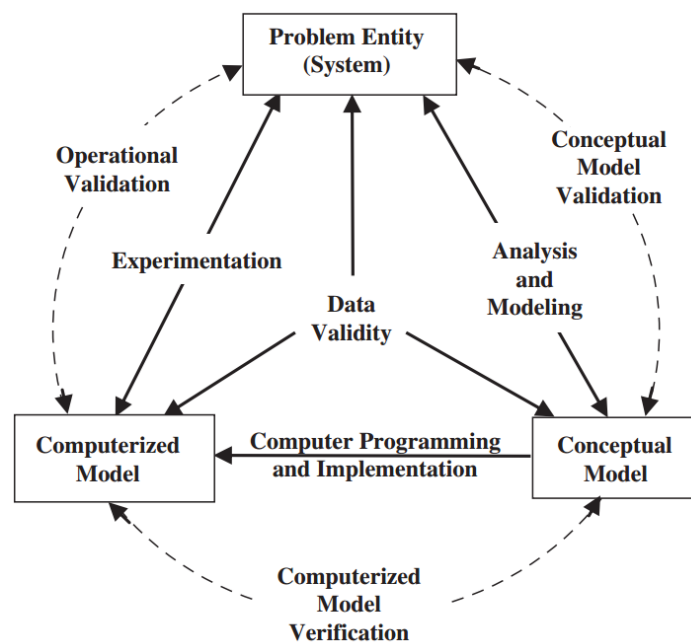 Problem Entity
(System)
Operational
Validation
Conceptual
Model
Validation
Experimentation
Analysis
and
Modeling
Data
Validity
Computerized
Model
Computer Programming
and Implementation
Conceptual
Model
Computerized
Model
Verification